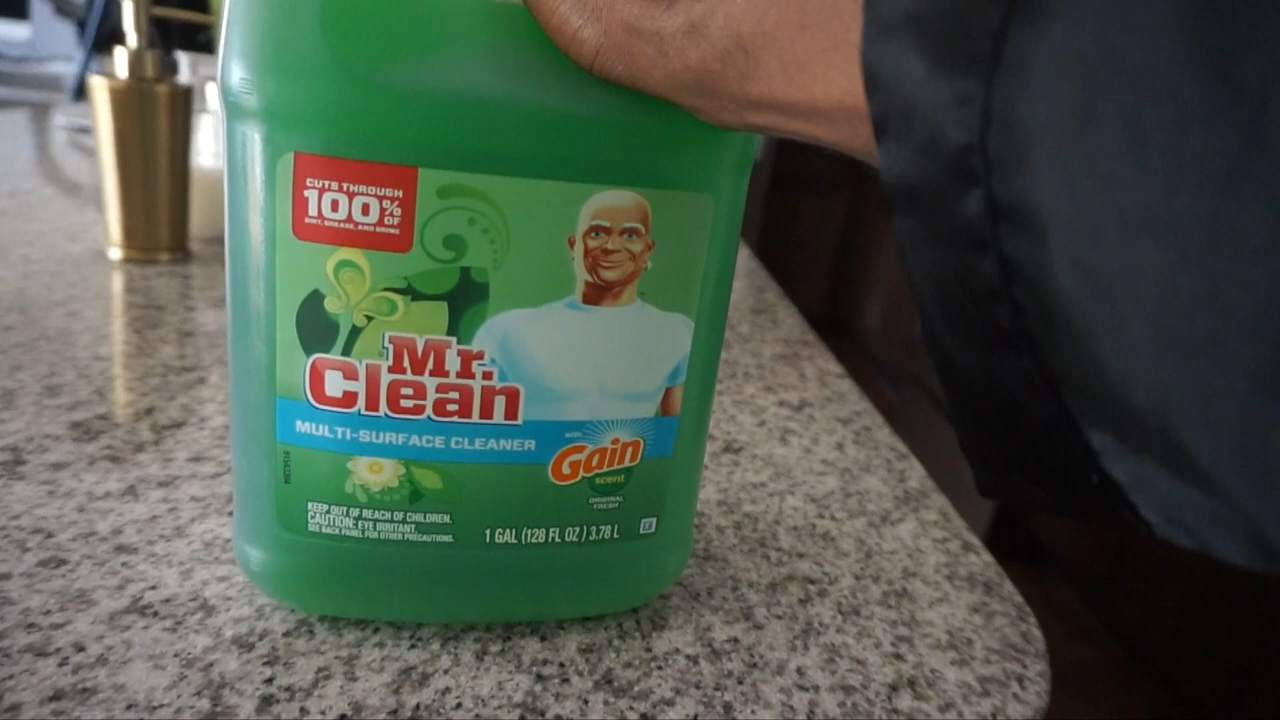 CUTS THROUGH
100% OF
DIRT, GREASE, AND GRIME
Mr.
Clean
MULTI-SURFACE CLEANER
with
Gain
scent
ORIGINAL
FRESH
KEEP OUT OF REACH OF CHILDREN.
CAUTION: EYE IRRITANT.
SEE BACK PANEL FOR OTHER PRECAUTIONS.
1 GAL (128 FL OZ) 3.78 L